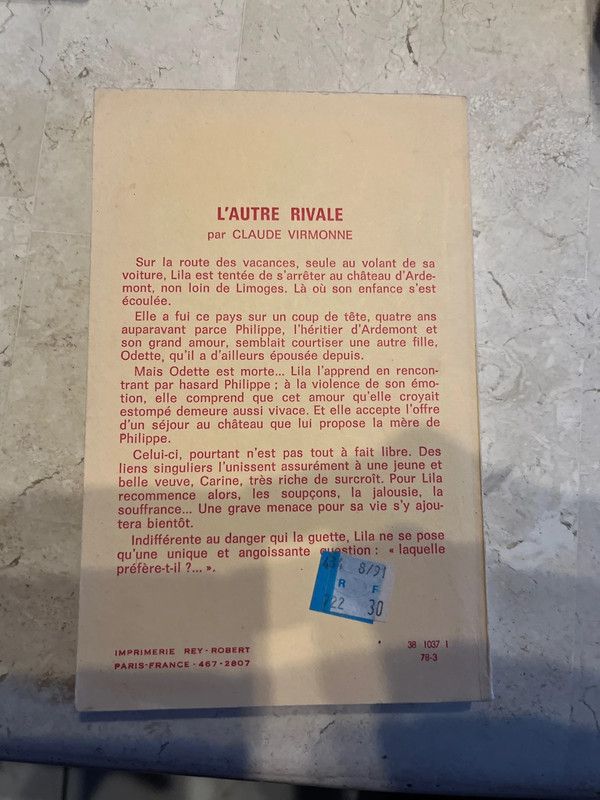 L'AUTRE RIVALE
par CLAUDE VIRMONNE
Sur la route des vacances, seule au volant de sa
voiture, Lila est tentée de s'arrêter au château d'Arde-
mont, non loin de Limoges. Là où son enfance s'est
écoulée.
Elle a fui ce pays sur un coup de tête, quatre ans
auparavant parce Philippe, l'héritier d'Ardemont et
son grand amour, semblait courtiser une autre fille,
Odette, qu'il a d'ailleurs épousée depuis.
Mais Odette est morte... Lila l'apprend en rencon-
trant par hasard Philippe ; à la violence de son émo-
tion, elle comprend que cet amour qu'elle croyait
estompé demeure aussi vivace. Et elle accepte l'offre
d'un séjour au château que lui propose la mère de
Philippe.
Celui-ci, pourtant n'est pas tout à fait libre. Des
liens singuliers l'unissent assurément à une jeune et
belle veuve, Carine, très riche de surcroît. Pour Lila
recommence alors, les soupçons, la jalousie, la
souffrance... Une grave menace pour sa vie s'y ajou-
tera bientôt.
Indifférente au danger qui la guette, Lila ne se pose
qu'une unique et angoissante question : « laquelle
préfère-t-il ?... ».
8/91
R F
722 30
IMPRIMERIE REY - ROBERT
PARIS-FRANCE - 467 - 2807
38 1037 1
78-3